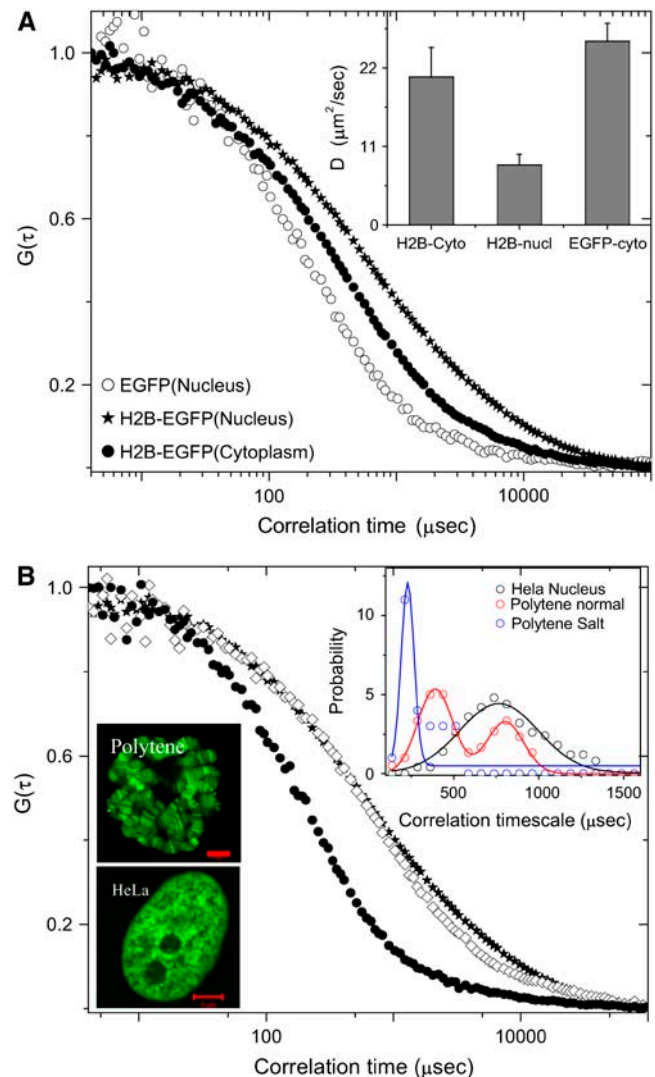 A
1.0
0.6
0.2
G(τ)
EGFP(Nucleus)
H2B-EGFP(Nucleus)
H2B-EGFP(Cytoplasm)
100
10000
Correlation time (μsec)
22
11
0
D (μm²/sec)
H2B-Cyto
H2B-nucl
EGFP-cyto
B
1.0
0.6
0.2
G(τ)
Polytene
HeLa
100
10000
Correlation time (μsec)
10
5
0
Probability
Hela Nucleus
Polytene normal
Polytene Salt
500
1000
1500
Correlation timescale (μsec)